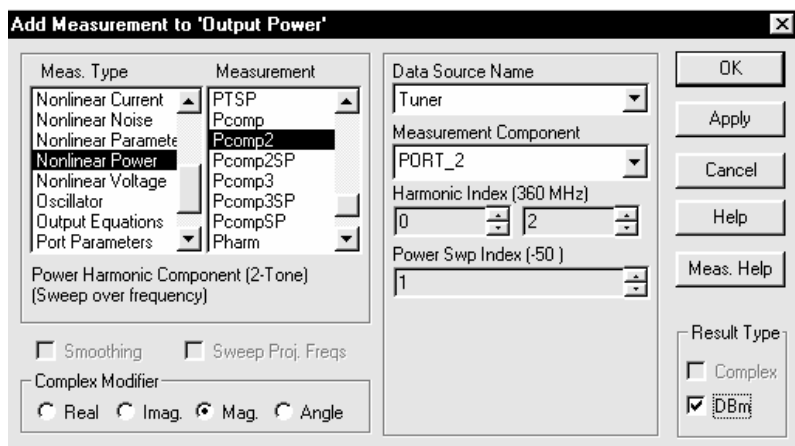 Add Measurement to 'Output Power'
Meas. Type
Measurement
Nonlinear Current
Nonlinear Noise
Nonlinear Paramete
Nonlinear Power
Nonlinear Voltage
Oscillator
Output Equations
Port Parameters
PTSP
Pcomp
Pcomp2
Pcomp2SP
Pcomp3
Pcomp3SP
PcompSP
Pharm
Power Harmonic Component (2-Tone)
(Sweep over frequency)
Smoothing
Sweep Proj. Freqs
Complex Modifier
Real
Imag.
Mag.
Angle
Data Source Name
Tuner
Measurement Component
PORT_2
Harmonic Index (360 MHz)
0
2
Power Swp Index (-50 )
1
OK
Apply
Cancel
Help
Meas. Help
Result Type
Complex
DBm